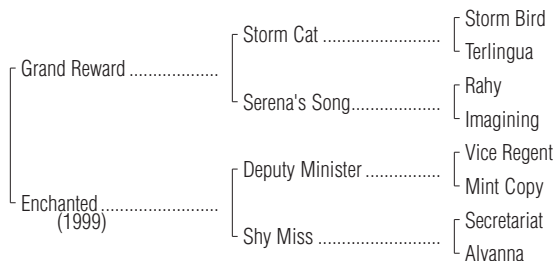 Storm Bird
Storm Cat ........................
Terlingua
Grand Reward ..................
Rahy
Serena's Song..................
Imagining
Vice Regent
Deputy Minister ...............
Mint Copy
Enchanted........................
(1999)
Secretariat
Shy Miss .........................
Alvanna